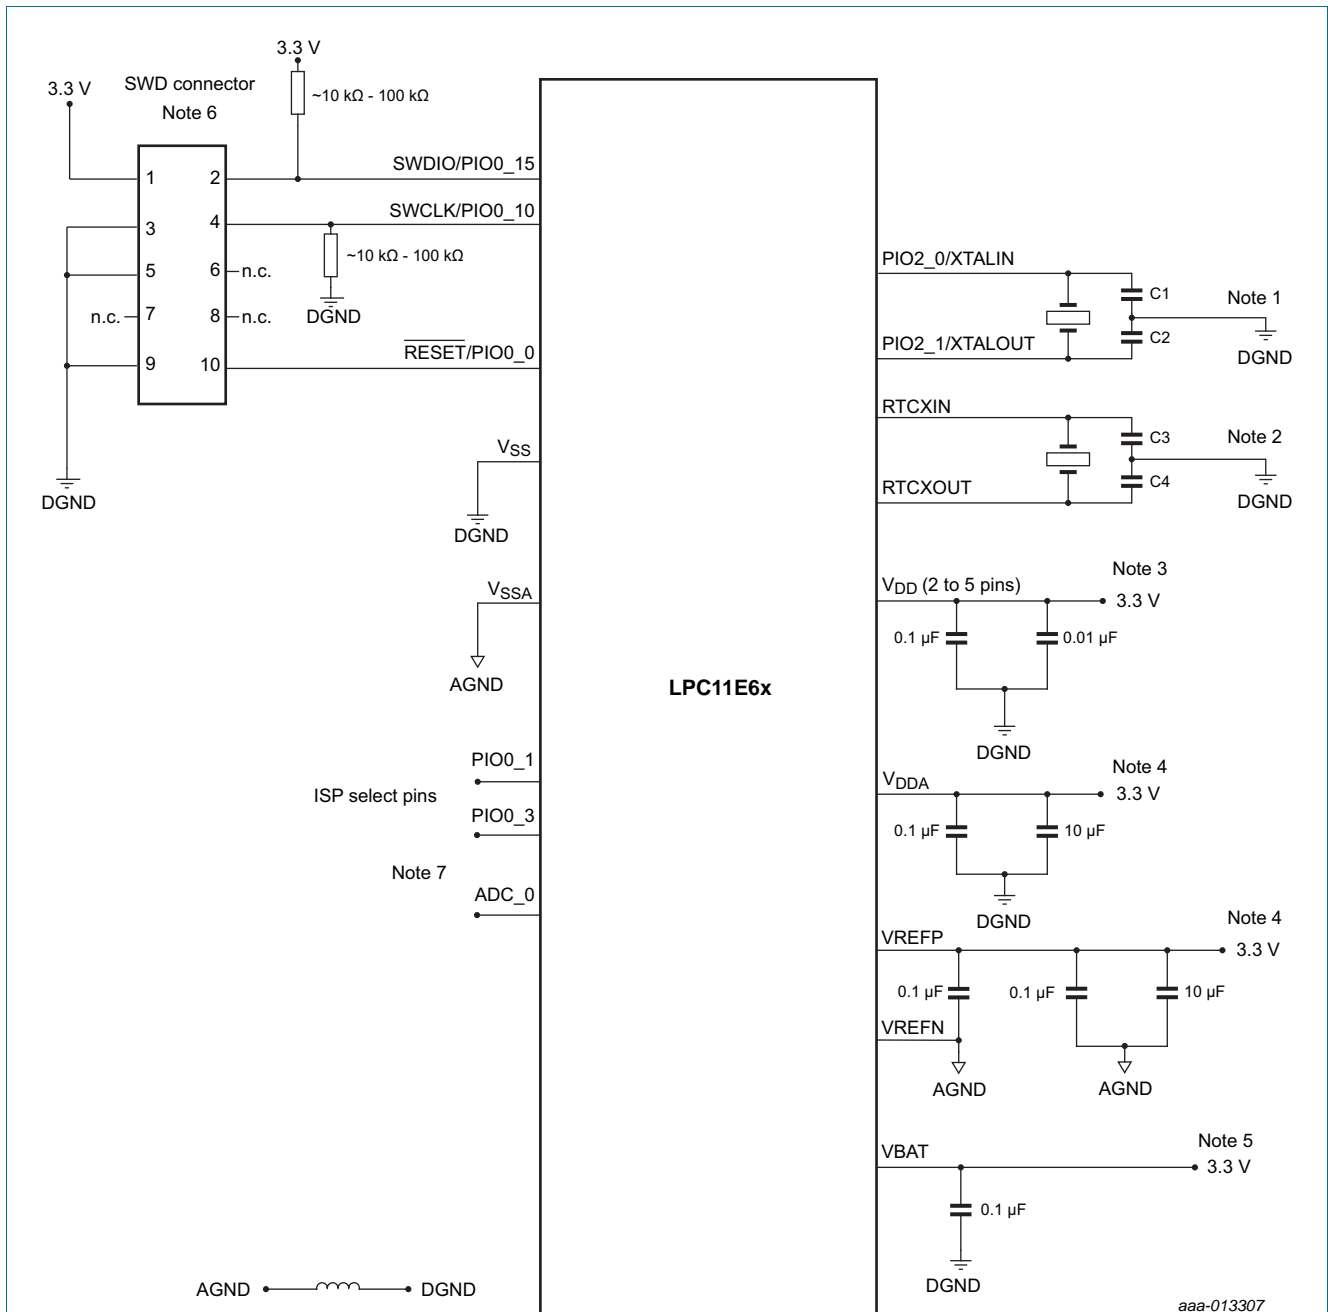 3.3 V
3.3 V
SWD connector
Note 6
~10 kΩ - 100 kΩ
1
2
SWDIO/PIO0_15
3
4
SWCLK/PIO0_10
~10 kΩ - 100 kΩ
5
6
n.c.
n.c.
7
8
n.c.
DGND
9
10
RESET/PIO0_0
DGND
VSS
DGND
VSSA
AGND
PIO0_1
ISP select pins
PIO0_3
Note 7
ADC_0
LPC11E6x
PIO2_0/XTALIN
C1
Note 1
C2
DGND
PIO2_1/XTALOUT
RTCXIN
C3
Note 2
C4
DGND
RTCXOUT
Note 3
VDD (2 to 5 pins)
3.3 V
0.1 µF
0.01 µF
DGND
Note 4
VDDA
3.3 V
0.1 µF
10 µF
DGND
Note 4
VREFP
3.3 V
0.1 µF
0.1 µF
10 µF
VREFN
AGND
AGND
Note 5
VBAT
3.3 V
0.1 µF
DGND
AGND
DGND
aaa-013307